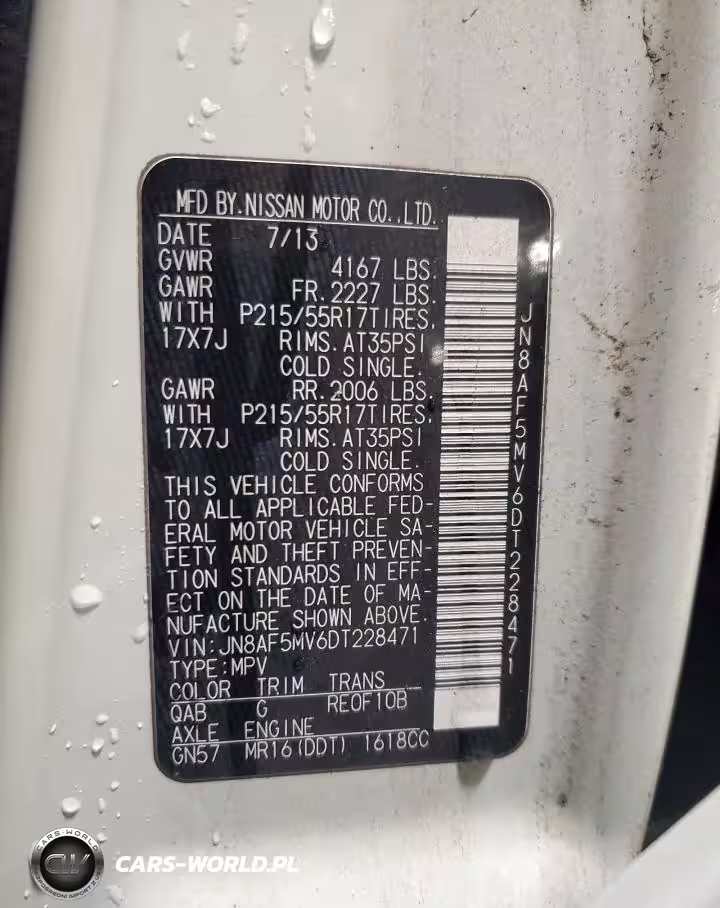 MFD BY.NISSAN MOTOR CO.,LTD.
DATE 7/13
GVWR 4167 LBS.
GAWR FR.2227 LBS.
WITH P215/55R17TIRES,
17X7J RIMS.AT35PSI
COLD SINGLE.
GAWR RR.2006 LBS.
WITH P215/55R17TIRES,
17X7J RIMS.AT35PSI
COLD SINGLE.
THIS VEHICLE CONFORMS
TO ALL APPLICABLE FED-
ERAL MOTOR VEHICLE SA-
FETY AND THEFT PREVEN-
TION STANDARDS IN EFF-
ECT ON THE DATE OF MA-
NUFACTURE SHOWN ABOVE.
VIN:JN8AF5MV6DT228471
TYPE:MPV
COLOR TRIM TRANS
QAB G RE0F10B
AXLE ENGINE
GN57 MR16(DDT) 1618CC
JN8AF5MV6DT228471
CARS-WORLD
CW
CARS-WORLD.PL